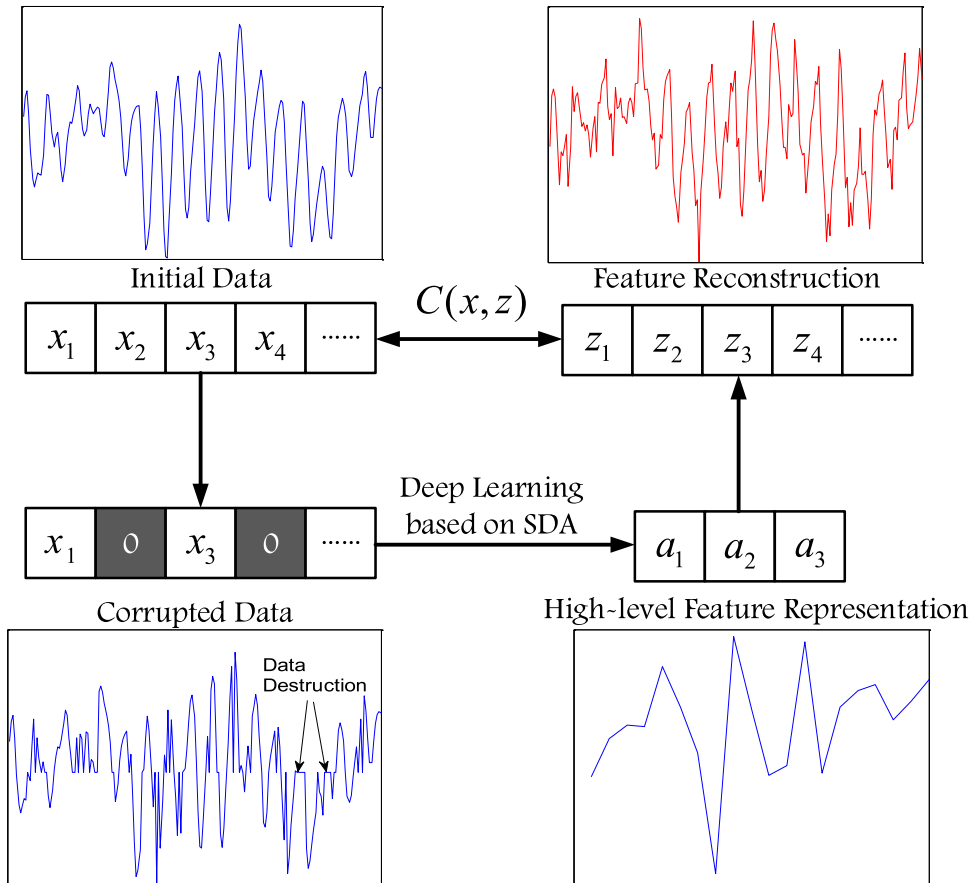 Initial Data
Feature Reconstruction
C(x, z)
x₁ x₂ x₃ x₄ ······
z₁ z₂ z₃ z₄ ······
Deep Learning
based on SDA
x₁ 0 x₃ 0 ······
a₁ a₂ a₃
Corrupted Data
High-level Feature Representation
Data
Destruction